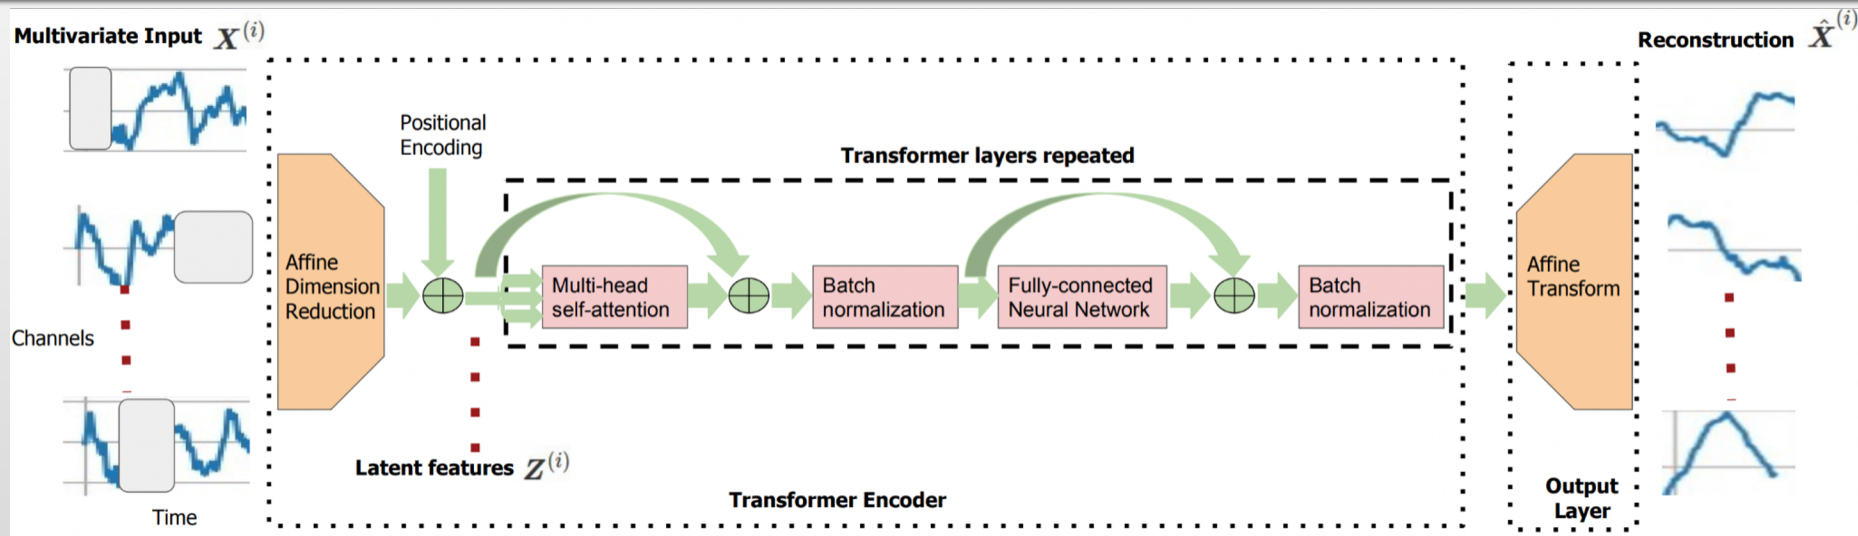 Multivariate Input X^(i)
Channels
Time
Affine
Dimension
Reduction
Positional
Encoding
Latent features Z^(i)
Transformer layers repeated
Multi-head
self-attention
Batch
normalization
Fully-connected
Neural Network
Batch
normalization
Transformer Encoder
Affine
Transform
Output
Layer
Reconstruction X̂^(i)